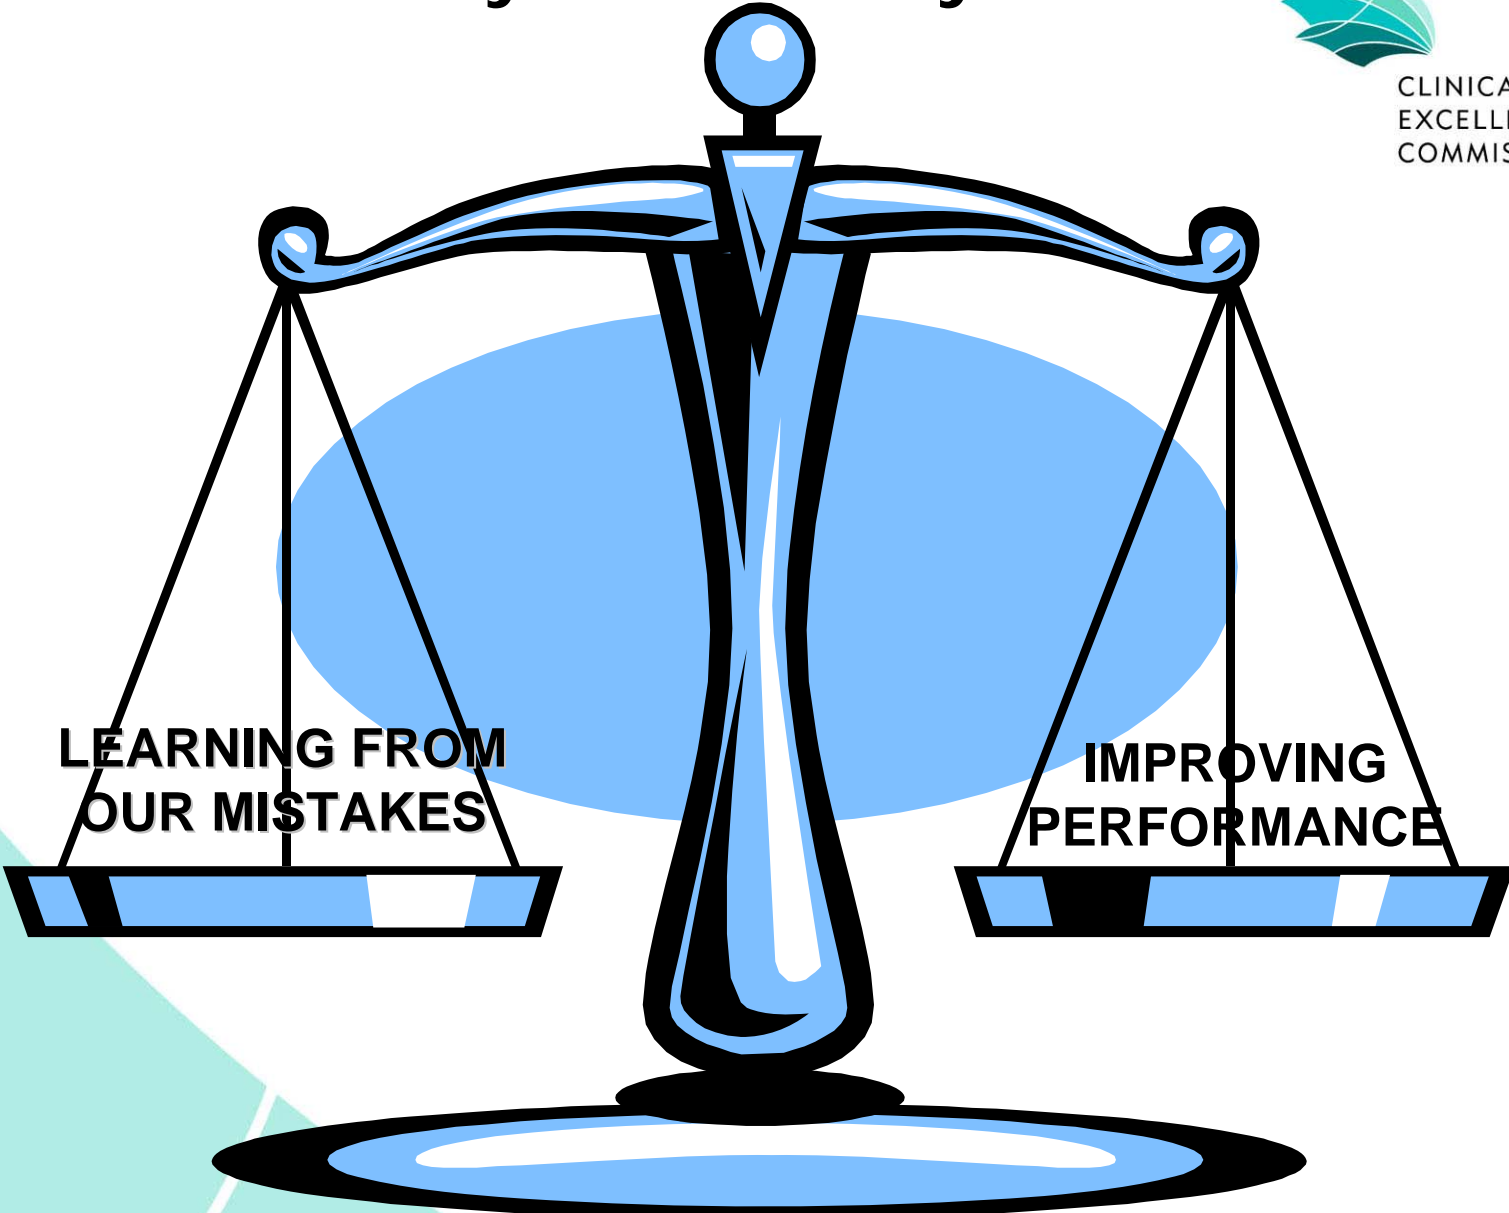 CLINICA
EXCELL
COMMIS
LEARNING FROM
OUR MISTAKES
IMPROVING
PERFORMANCE